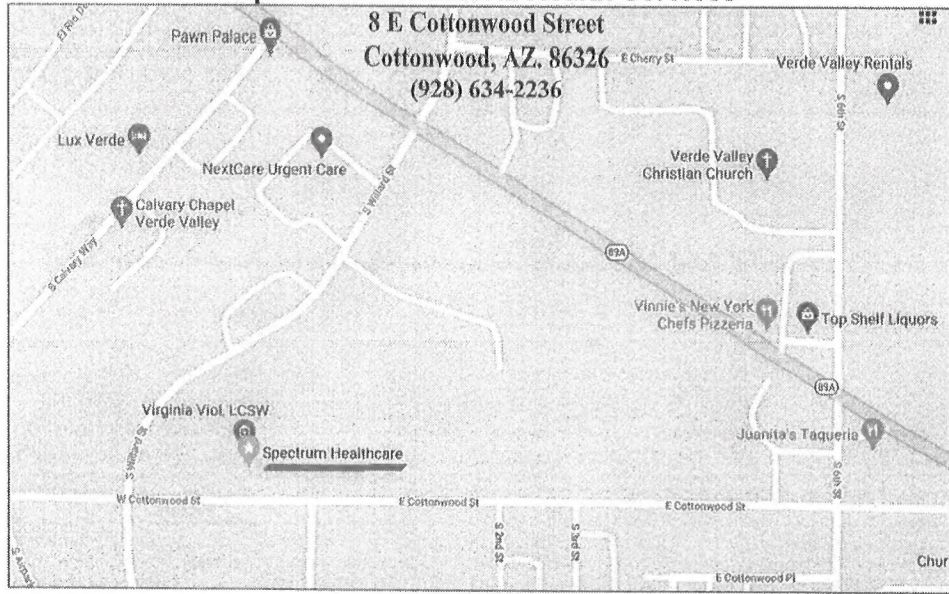 8 E Cottonwood Street
Cottonwood, AZ. 86326
(928) 634-2236
Pawn Palace
E Cherry St
Verde Valley Rentals
S 6th St
Lux Verde
NextCare Urgent Care
S Willard St
Verde Valley
Christian Church
Calvary Chapel
Verde Valley
S Calvary Way
89A
Vinnie's New York
Chefs Pizzeria
Top Shelf Liquors
89A
Virginia Viol, LCSW
Juanita's Taqueria
Spectrum Healthcare
S Willard St
S 6th St
W Cottonwood St
E Cottonwood St
E Cottonwood St
S 2nd St
S 3rd St
E Cottonwood Pl